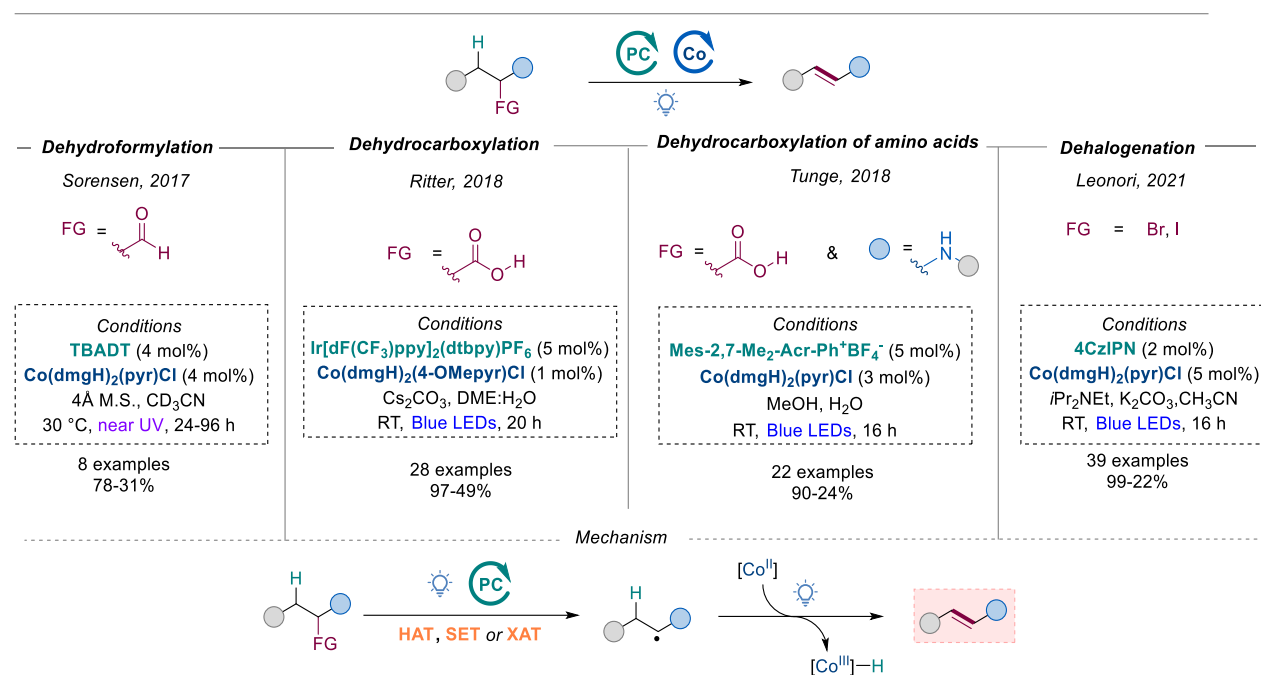 H
PC
Co
FG
Dehydroformylation
Sorensen, 2017
FG =
O
H
Conditions
TBADT (4 mol%)
Co(dmgH)₂(pyr)Cl (4 mol%)
4Å M.S., CD₃CN
30 °C, near UV, 24-96 h
8 examples
78-31%
Dehydrocarboxylation
Ritter, 2018
FG =
O
O
H
Conditions
Ir[dF(CF₃)ppy]₂(dtbpy)PF₆ (5 mol%)
Co(dmgH)₂(4-OMepyr)Cl (1 mol%)
Cs₂CO₃, DME:H₂O
RT, Blue LEDs, 20 h
28 examples
97-49%
Dehydrocarboxylation of amino acids
Tunge, 2018
FG =
O
O
H
&
=
H
N
Conditions
Mes-2,7-Me₂-Acr-Ph⁺BF₄⁻ (5 mol%)
Co(dmgH)₂(pyr)Cl (3 mol%)
MeOH, H₂O
RT, Blue LEDs, 16 h
22 examples
90-24%
Dehalogenation
Leonori, 2021
FG = Br, I
Conditions
4CzIPN (2 mol%)
Co(dmgH)₂(pyr)Cl (5 mol%)
iPr₂NEt, K₂CO₃,CH₃CN
RT, Blue LEDs, 16 h
39 examples
99-22%
Mechanism
H
FG
PC
HAT, SET or XAT
H
[Coᴵᴵ]
[Coᴵᴵᴵ]-H